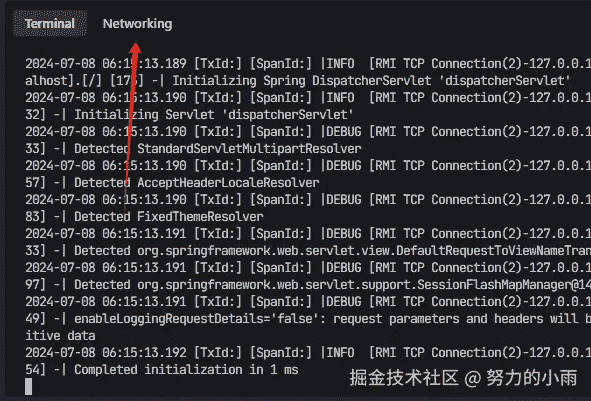 Terminal Networking
2024-07-08 06:15:13.189 [TxId:] [SpanId:] |INFO  [RMI TCP Connection(2)-127.0.0.1
alhost].[/] [173] -| Initializing Spring DispatcherServlet 'dispatcherServlet'
2024-07-08 06:15:13.190 [TxId:] [SpanId:] |INFO  [RMI TCP Connection(2)-127.0.0.1
32] -| Initializing Servlet 'dispatcherServlet'
2024-07-08 06:15:13.190 [TxId:] [SpanId:] |DEBUG [RMI TCP Connection(2)-127.0.0.1
33] -| Detected StandardServletMultipartResolver
2024-07-08 06:15:13.190 [TxId:] [SpanId:] |DEBUG [RMI TCP Connection(2)-127.0.0.1
57] -| Detected AcceptHeaderLocaleResolver
2024-07-08 06:15:13.190 [TxId:] [SpanId:] |DEBUG [RMI TCP Connection(2)-127.0.0.1
83] -| Detected FixedThemeResolver
2024-07-08 06:15:13.191 [TxId:] [SpanId:] |DEBUG [RMI TCP Connection(2)-127.0.0.1
33] -| Detected org.springframework.web.servlet.view.DefaultRequestToViewNameTran
2024-07-08 06:15:13.191 [TxId:] [SpanId:] |DEBUG [RMI TCP Connection(2)-127.0.0.1
97] -| Detected org.springframework.web.servlet.support.SessionFlashMapManager@14
2024-07-08 06:15:13.191 [TxId:] [SpanId:] |DEBUG [RMI TCP Connection(2)-127.0.0.1
49] -| enableLoggingRequestDetails='false': request parameters and headers will b
itive data
2024-07-08 06:15:13.192 [TxId:] [SpanId:] |INFO  [RMI TCP Connection(2)-127.0.0.1
54] -| Completed initialization in 1 ms
掘金技术社区 @ 努力的小雨